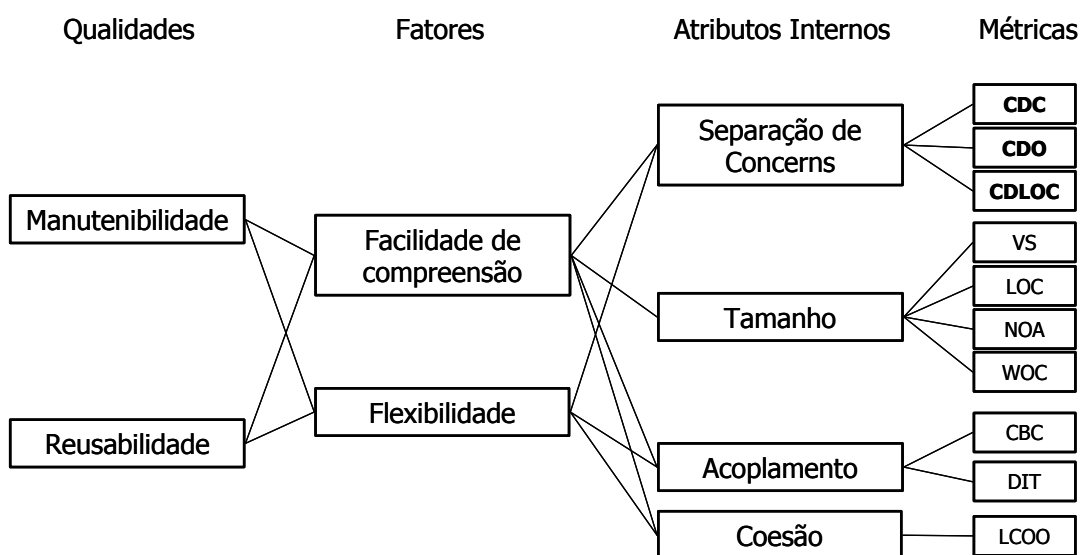 Qualidades
Fatores
Atributos Internos
Métricas
Manutenibilidade
Reusabilidade
Facilidade de
compreensão
Flexibilidade
Separação de
Concerns
Tamanho
Acoplamento
Coesão
CDC
CDO
CDLOC
VS
LOC
NOA
WOC
CBC
DIT
LCOO